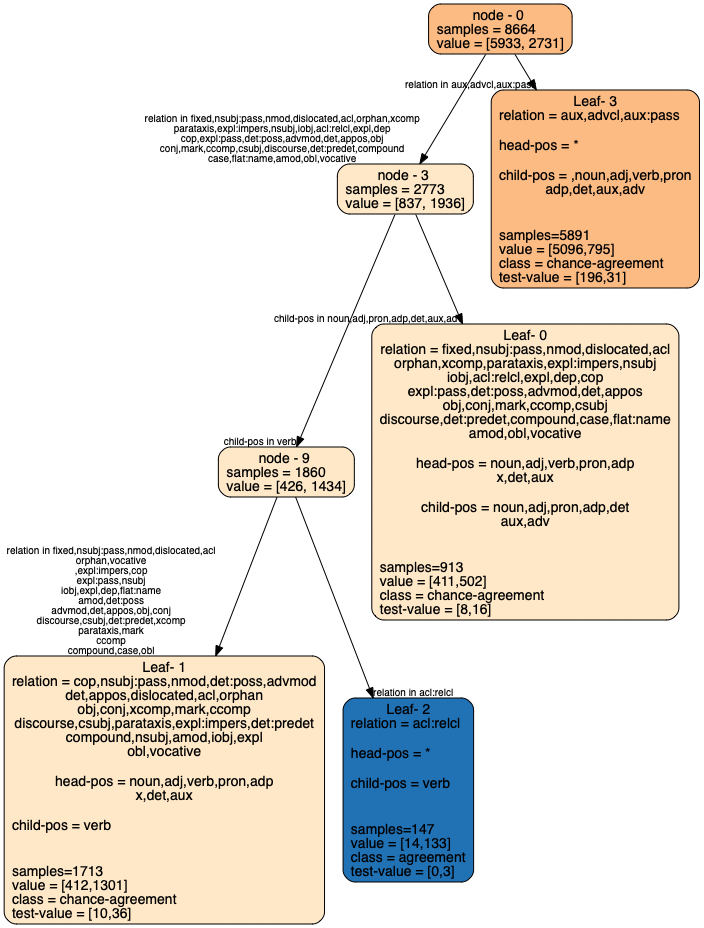 node - 0
samples = 8664
value = [5933, 2731]
relation in aux,advcl,aux:pass
Leaf- 3
relation = aux,advcl,aux:pass
head-pos = *
child-pos = ,noun,adj,verb,pron
adp,det,aux,adv
samples=5891
value = [5096,795]
class = chance-agreement
test-value = [196,31]
relation in fixed,nsubj:pass,nmod,dislocated,acl,orphan,xcomp
parataxis,expl:impers,nsubj,iobj,acl:relcl,expl,dep
cop,expl:pass,det:poss,advmod,det,appos,obj
conj,mark,ccomp,csubj,discourse,det:predet,compound
case,flat:name,amod,obl,vocative
node - 3
samples = 2773
value = [837, 1936]
child-pos in noun,adj,pron,adp,det,aux,adv
Leaf- 0
relation = fixed,nsubj:pass,nmod,dislocated,acl
orphan,xcomp,parataxis,expl:impers,nsubj
iobj,acl:relcl,expl,dep,cop
expl:pass,det:poss,advmod,det,appos
obj,conj,mark,ccomp,csubj
discourse,det:predet,compound,case,flat:name
amod,obl,vocative
head-pos = noun,adj,verb,pron,adp
x,det,aux
child-pos = noun,adj,pron,adp,det
aux,adv
samples=913
value = [411,502]
class = chance-agreement
test-value = [8,16]
child-pos in verb
node - 9
samples = 1860
value = [426, 1434]
relation in fixed,nsubj:pass,nmod,dislocated,acl
orphan,vocative
,expl:impers,cop
expl:pass,nsubj
iobj,expl,dep,flat:name
amod,det:poss
advmod,det,appos,obj,conj
discourse,csubj,det:predet,xcomp
parataxis,mark
ccomp
compound,case,obl
Leaf- 1
relation = cop,nsubj:pass,nmod,det:poss,advmod
det,appos,dislocated,acl,orphan
obj,conj,xcomp,mark,ccomp
discourse,csubj,parataxis,expl:impers,det:predet
compound,nsubj,amod,iobj,expl
obl,vocative
head-pos = noun,adj,verb,pron,adp
x,det,aux
child-pos = verb
samples=1713
value = [412,1301]
class = chance-agreement
test-value = [10,36]
relation in acl:relcl
Leaf- 2
relation = acl:relcl
head-pos = *
child-pos = verb
samples=147
value = [14,133]
class = agreement
test-value = [0,3]